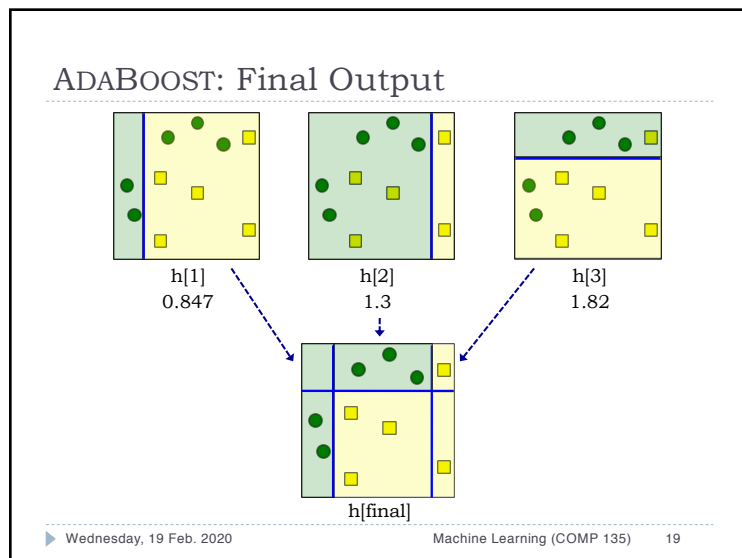 ADABOOST: Final Output
h[1]
0.847
h[2]
1.3
h[3]
1.82
h[final]
Wednesday, 19 Feb. 2020
Machine Learning (COMP 135)
19